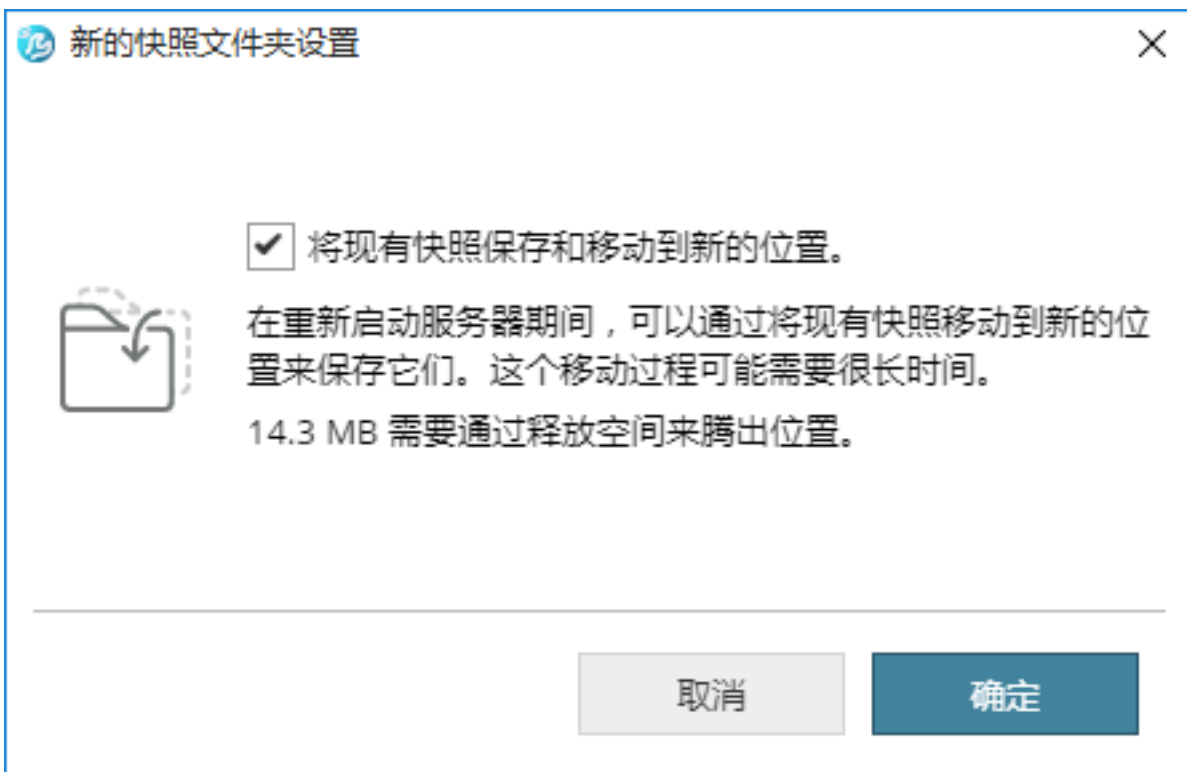 新的快照文件夹设置
将现有快照保存和移动到新的位置。
在重新启动服务器期间，可以通过将现有快照移动到新的位
置来保存它们。这个移动过程可能需要很长时间。
14.3 MB 需要通过释放空间来腾出位置。
取消
确定